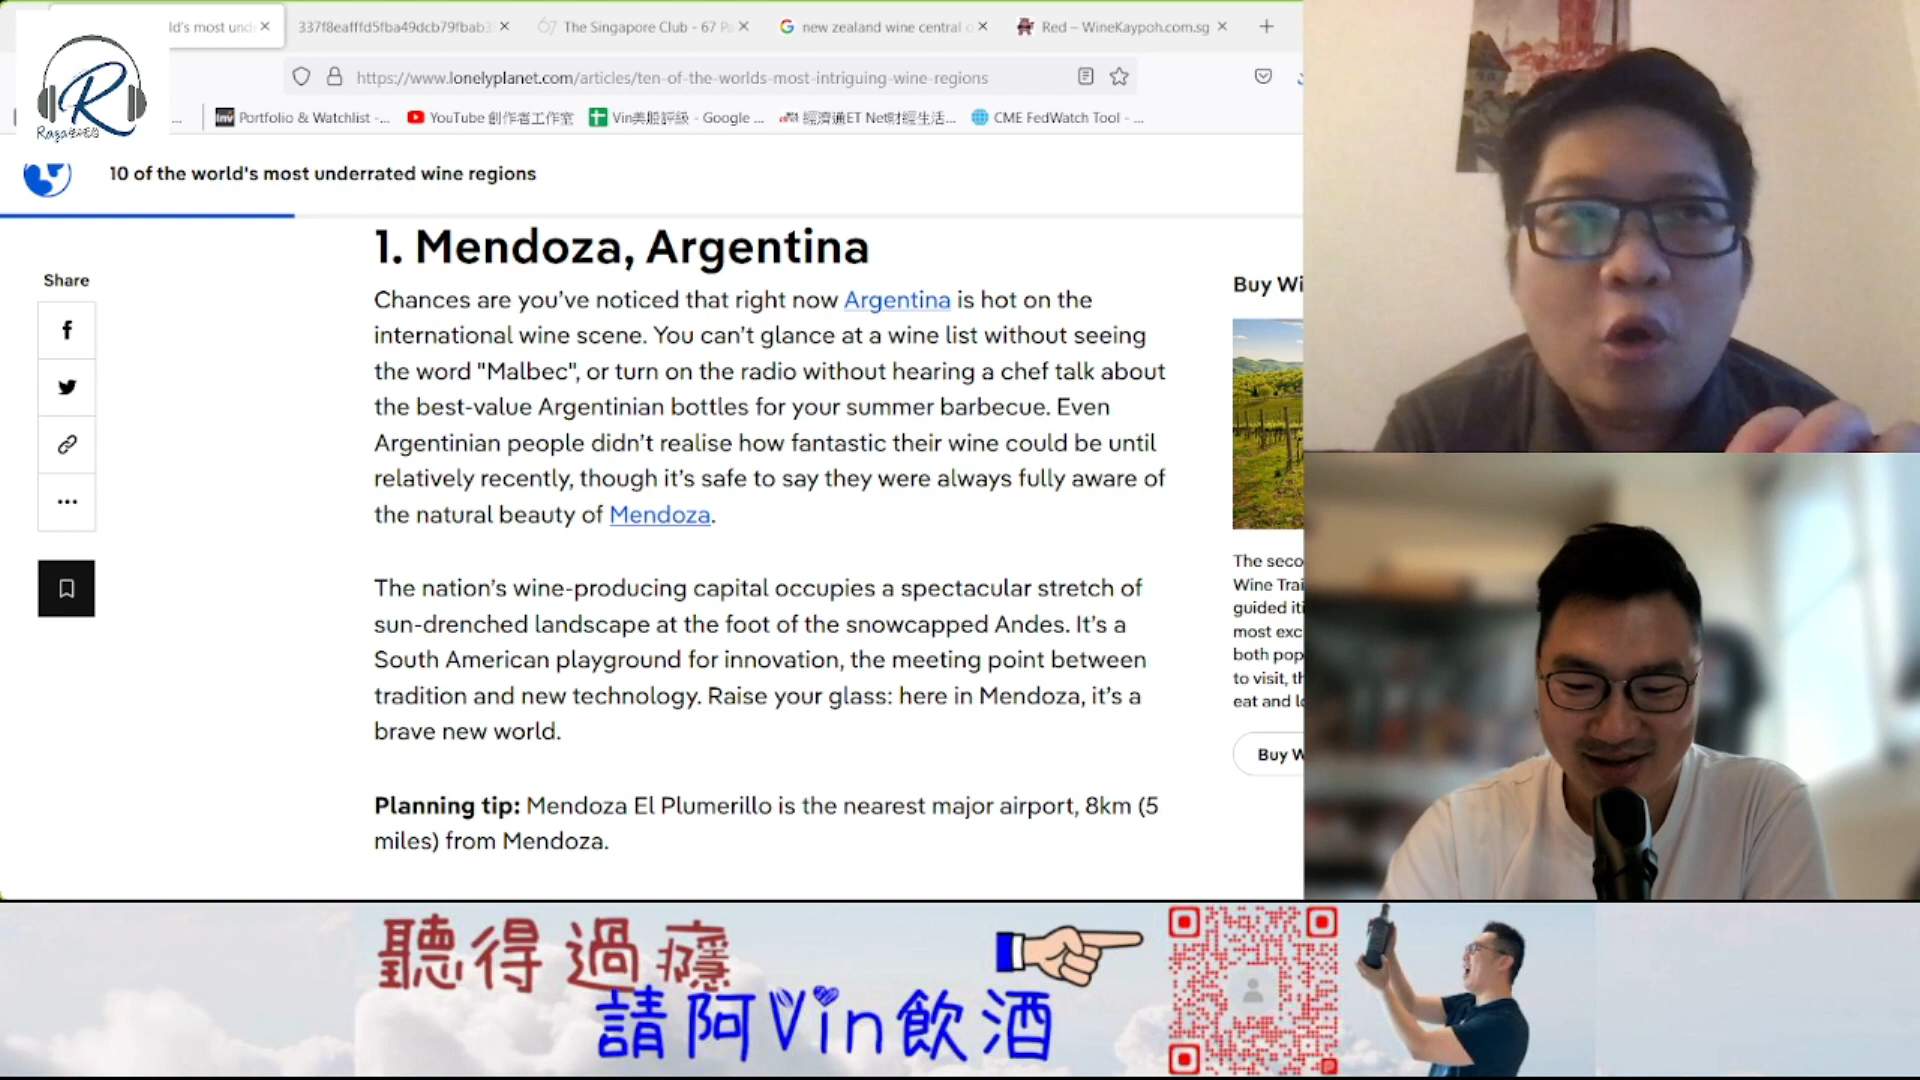 ld's most und
337f8eafffd5fba49dcb79fbab3
The Singapore Club - 67 Pa
new zealand wine central o
Red – WineKaypoh.com.sg
R
https://www.lonelyplanet.com/articles/ten-of-the-worlds-most-intriguing-wine-regions
...
Portfolio & Watchlist -...
YouTube 創作者工作室
Vin美股評級 - Google ...
經濟通ET Net財經生活...
CME FedWatch Tool - ...
10 of the world's most underrated wine regions
Share
1. Mendoza, Argentina
Chances are you've noticed that right now Argentina is hot on the
international wine scene. You can't glance at a wine list without seeing
the word "Malbec", or turn on the radio without hearing a chef talk about
the best-value Argentinian bottles for your summer barbecue. Even
Argentinian people didn't realise how fantastic their wine could be until
relatively recently, though it's safe to say they were always fully aware of
the natural beauty of Mendoza.
The nation's wine-producing capital occupies a spectacular stretch of
sun-drenched landscape at the foot of the snowcapped Andes. It's a
South American playground for innovation, the meeting point between
tradition and new technology. Raise your glass: here in Mendoza, it's a
brave new world.
Planning tip: Mendoza El Plumerillo is the nearest major airport, 8km (5
miles) from Mendoza.
Buy Wi
The seco
Wine Trai
guided iti
most exc
both pop
to visit, th
eat and lo
Buy W
聽得過癮
請阿Vin飲酒